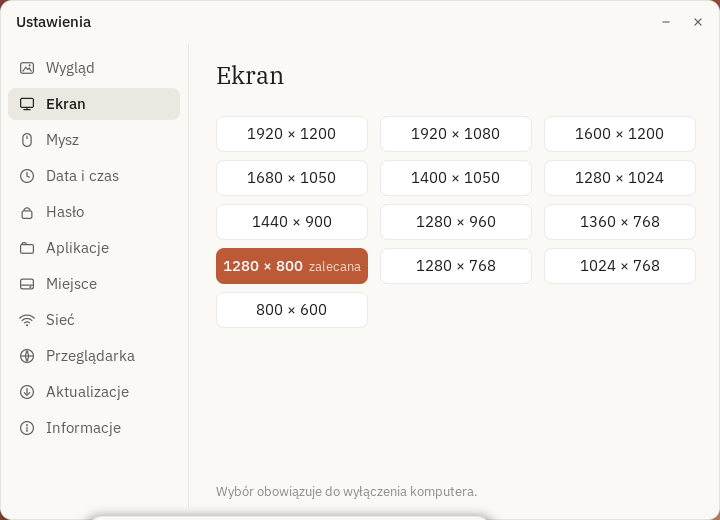 Ustawienia
Wygląd
Ekran
Mysz
Data i czas
Hasło
Aplikacje
Miejsce
Sieć
Przeglądarka
Aktualizacje
Informacje
Ekran
1920 × 1200 1920 × 1080 1600 × 1200
1680 × 1050 1400 × 1050 1280 × 1024
1440 × 900 1280 × 960 1360 × 768
1280 × 800 zalecana 1280 × 768 1024 × 768
800 × 600
Wybór obowiązuje do wyłączenia komputera.